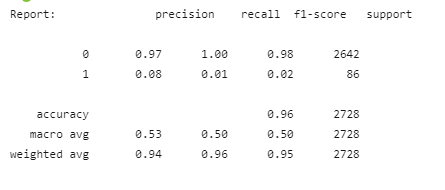 Report: precision recall f1-score support
0 0.97 1.00 0.98 2642
1 0.08 0.01 0.02 86
accuracy 0.96 2728
macro avg 0.53 0.50 0.50 2728
weighted avg 0.94 0.96 0.95 2728